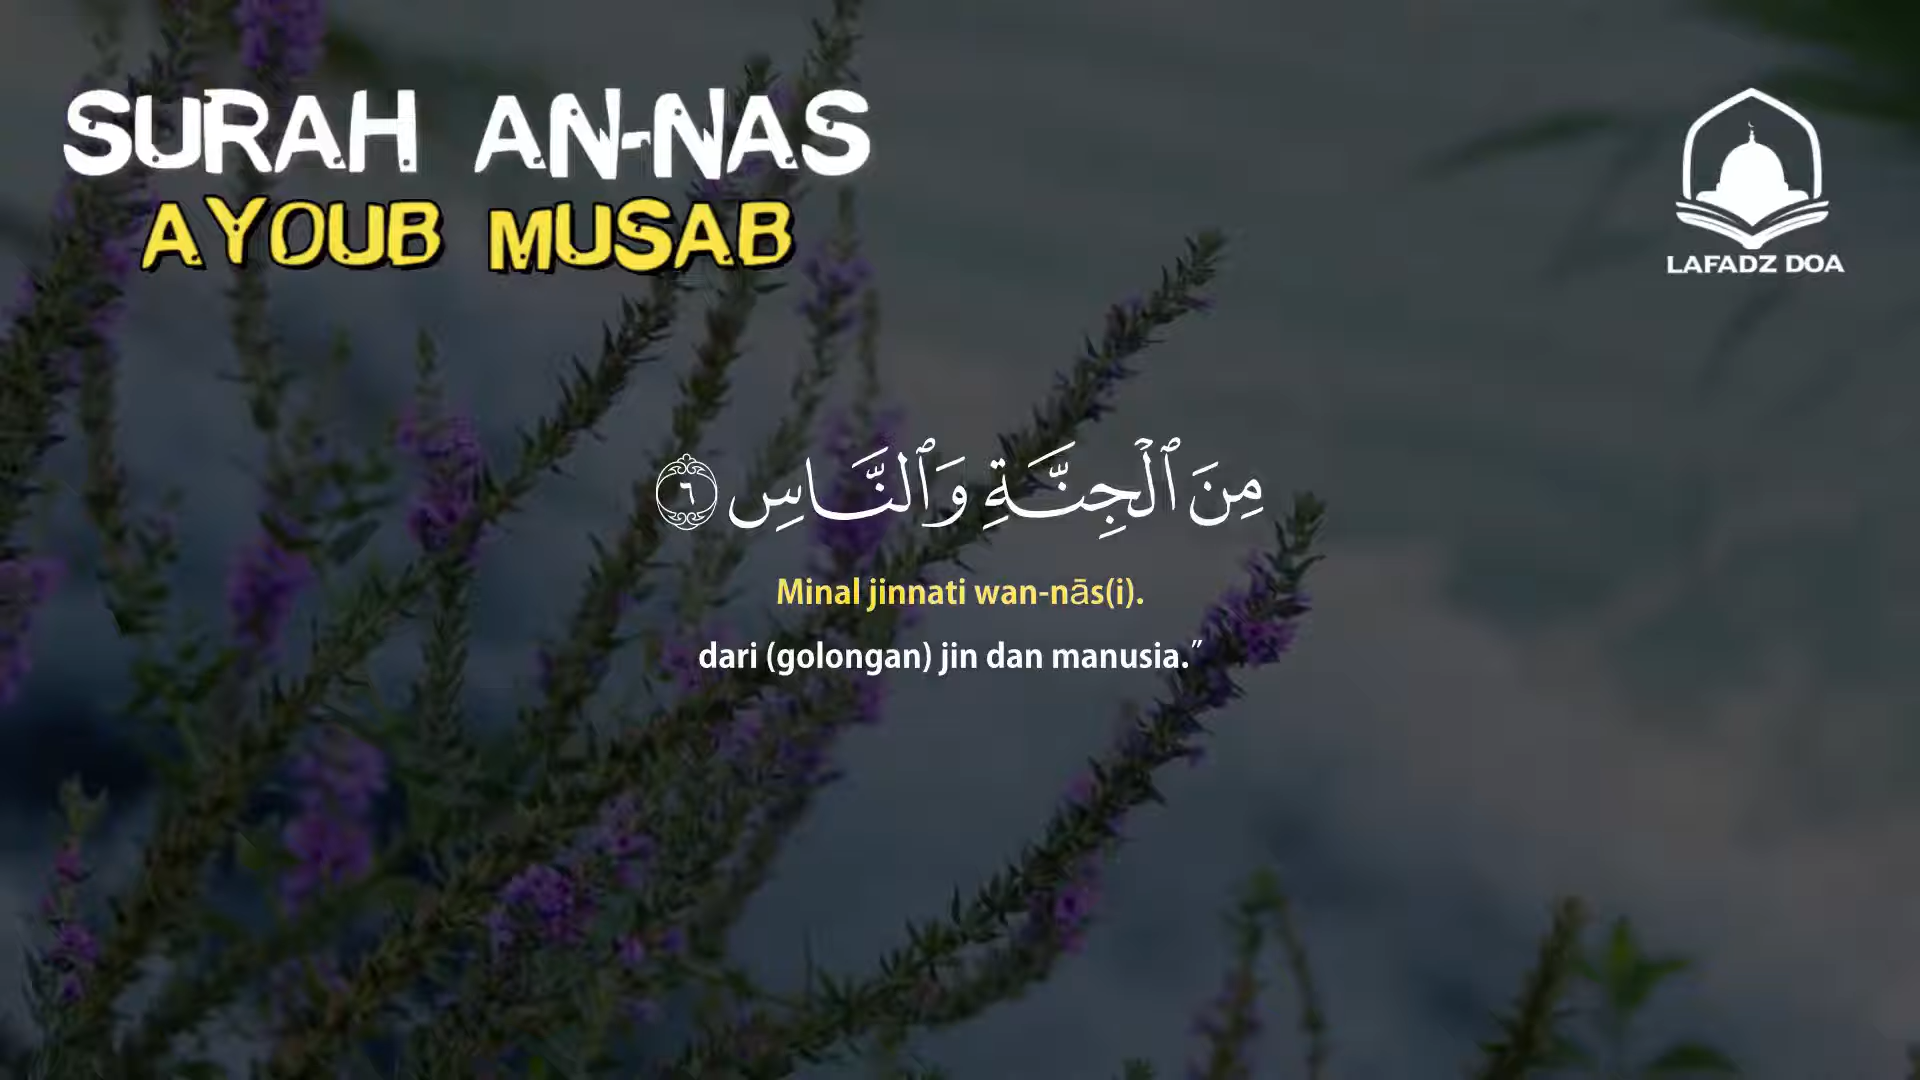 SURAH AN-NAS
AYOUB MUSAB
LAFADZ DOA
مِنَ ٱلْجِنَّةِ وَٱلنَّاسِ ٦
Minal jinnati wan-nās(i).
dari (golongan) jin dan manusia.”